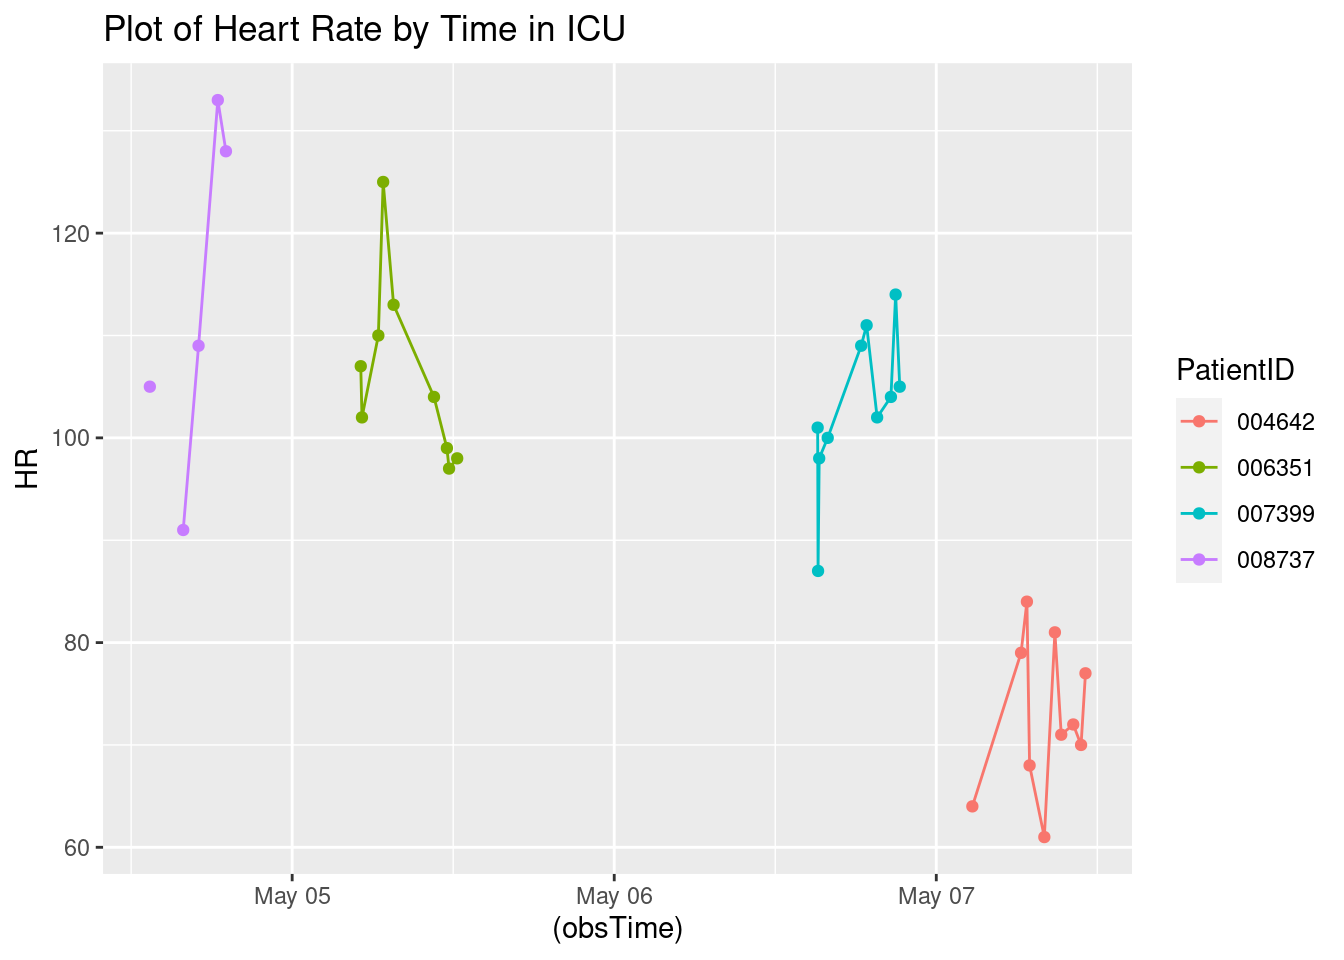 Plot of Heart Rate by Time in ICU
HR
120
100
80
60
May 05
May 06
May 07
(obsTime)
PatientID
004642
006351
007399
008737